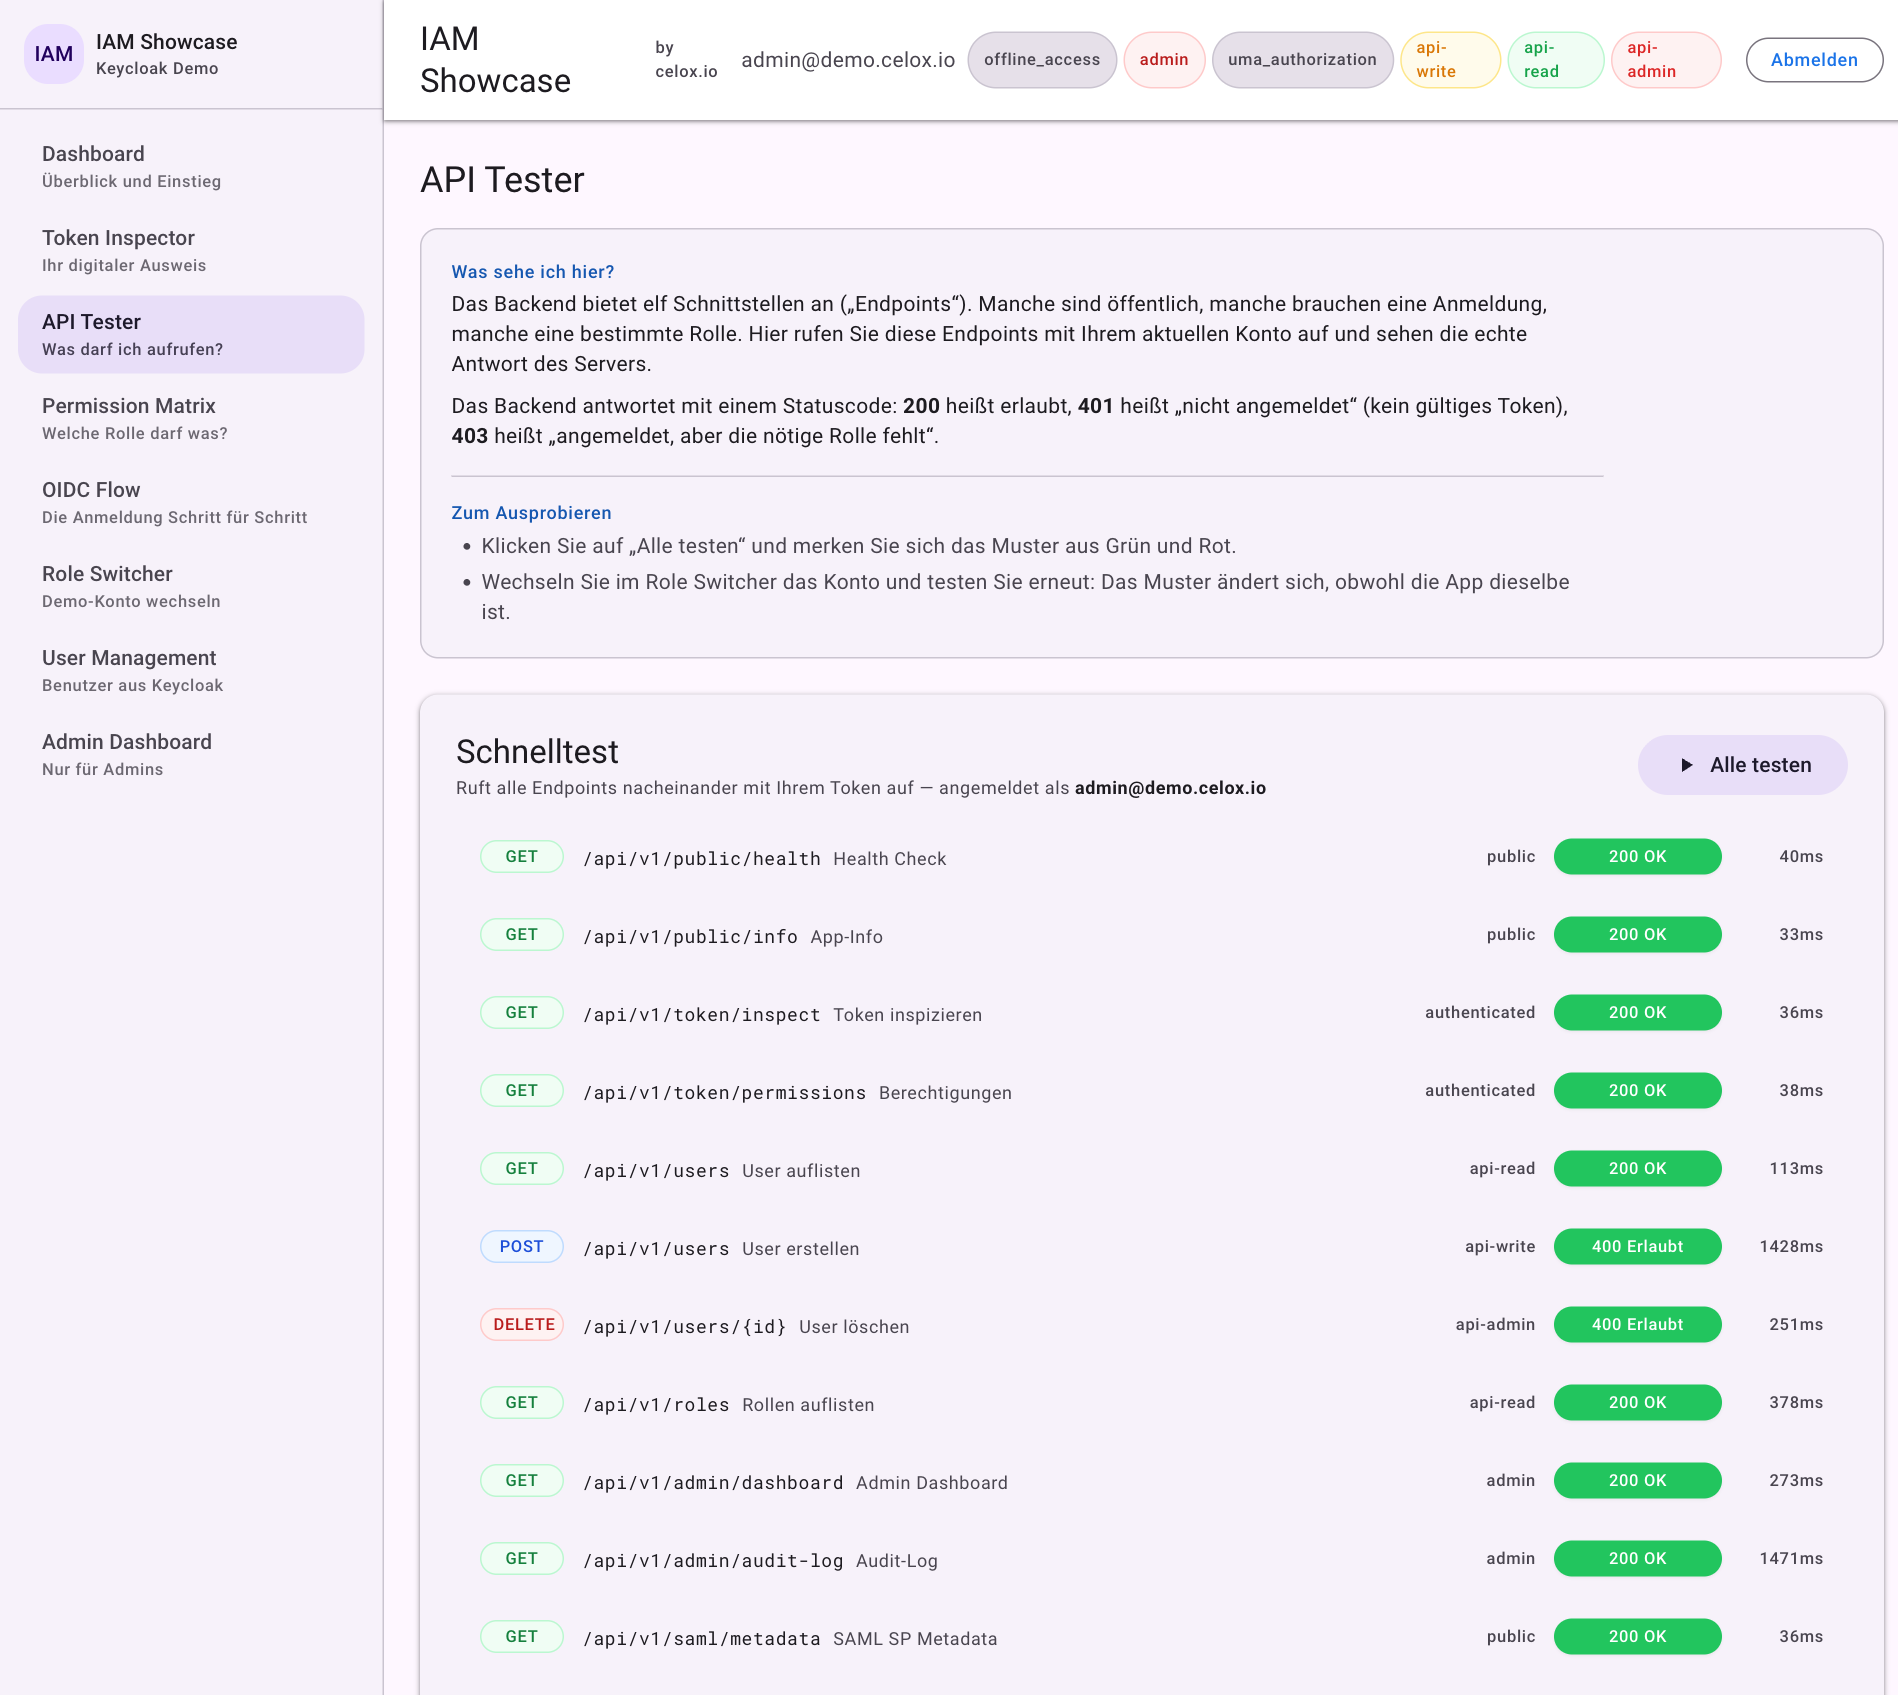 IAM
IAM Showcase
Keycloak Demo
Dashboard
Überblick und Einstieg
Token Inspector
Ihr digitaler Ausweis
API Tester
Was darf ich aufrufen?
Permission Matrix
Welche Rolle darf was?
OIDC Flow
Die Anmeldung Schritt für Schritt
Role Switcher
Demo-Konto wechseln
User Management
Benutzer aus Keycloak
Admin Dashboard
Nur für Admins
IAM
Showcase
by
celox.io
admin@demo.celox.io
offline_access
admin
uma_authorization
api-
write
api-
read
api-
admin
Abmelden
API Tester
Was sehe ich hier?
Das Backend bietet elf Schnittstellen an („Endpoints“). Manche sind öffentlich, manche brauchen eine Anmeldung,
manche eine bestimmte Rolle. Hier rufen Sie diese Endpoints mit Ihrem aktuellen Konto auf und sehen die echte
Antwort des Servers.
Das Backend antwortet mit einem Statuscode: 200 heißt erlaubt, 401 heißt „nicht angemeldet“ (kein gültiges Token),
403 heißt „angemeldet, aber die nötige Rolle fehlt“.
Zum Ausprobieren
• Klicken Sie auf „Alle testen“ und merken Sie sich das Muster aus Grün und Rot.
• Wechseln Sie im Role Switcher das Konto und testen Sie erneut: Das Muster ändert sich, obwohl die App dieselbe
ist.
Schnelltest
Ruft alle Endpoints nacheinander mit Ihrem Token auf — angemeldet als admin@demo.celox.io
Alle testen
GET /api/v1/public/health Health Check public 200 OK 40ms
GET /api/v1/public/info App-Info public 200 OK 33ms
GET /api/v1/token/inspect Token inspizieren authenticated 200 OK 36ms
GET /api/v1/token/permissions Berechtigungen authenticated 200 OK 38ms
GET /api/v1/users User auflisten api-read 200 OK 113ms
POST /api/v1/users User erstellen api-write 400 Erlaubt 1428ms
DELETE /api/v1/users/{id} User löschen api-admin 400 Erlaubt 251ms
GET /api/v1/roles Rollen auflisten api-read 200 OK 378ms
GET /api/v1/admin/dashboard Admin Dashboard admin 200 OK 273ms
GET /api/v1/admin/audit-log Audit-Log admin 200 OK 1471ms
GET /api/v1/saml/metadata SAML SP Metadata public 200 OK 36ms